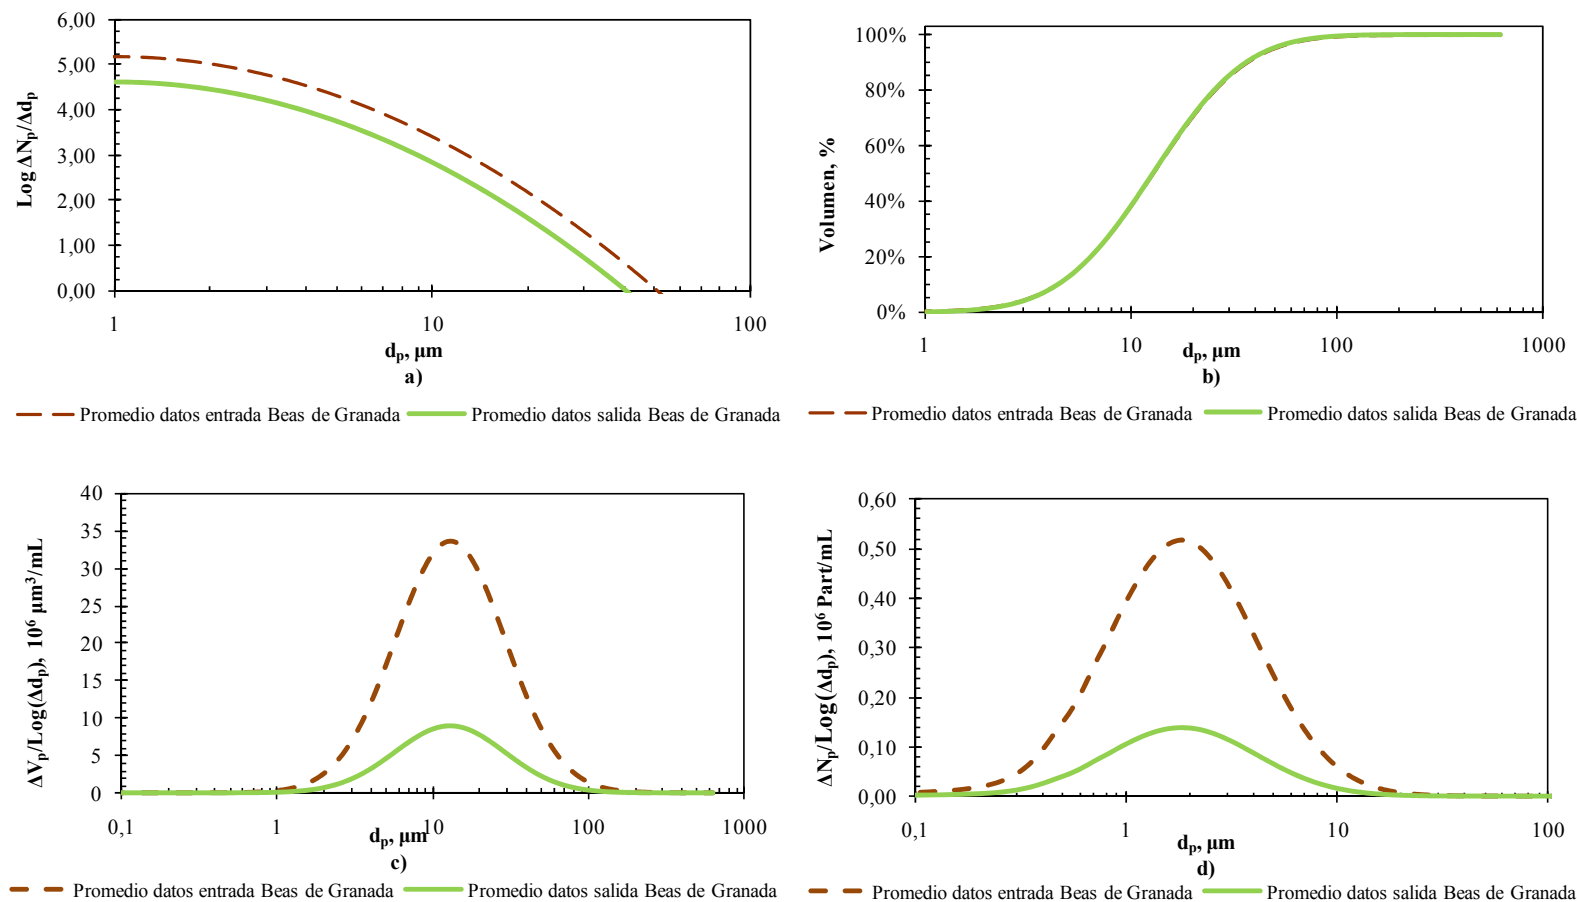 6,00
5,00
4,00
3,00
2,00
1,00
0,00
Log ΔNp/Δdp
1 10 100
dp, µm
a)
Promedio datos entrada Beas de Granada Promedio datos salida Beas de Granada
100%
80%
60%
40%
20%
0%
Volumen, %
1 10 100 1000
dp, µm
b)
Promedio datos entrada Beas de Granada Promedio datos salida Beas de Granada
40
35
30
25
20
15
10
5
0
ΔVp/Log(Δdp), 10⁶ µm³/mL
0,1 1 10 100 1000
dp, µm
c)
Promedio datos entrada Beas de Granada Promedio datos salida Beas de Granada
0,60
0,50
0,40
0,30
0,20
0,10
0,00
ΔNp/Log(Δdp), 10⁶ Part/mL
0,1 1 10 100
dp, µm
d)
Promedio datos entrada Beas de Granada Promedio datos salida Beas de Granada